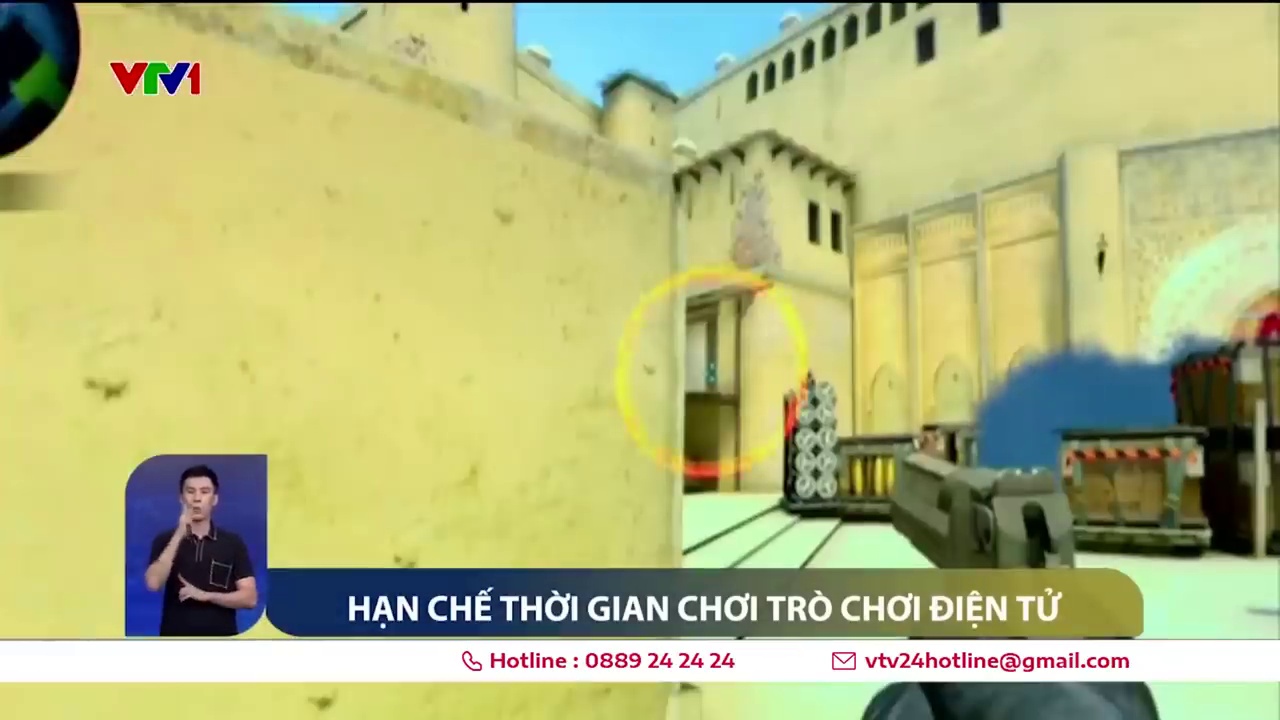 VTV1
HẠN CHẾ THỜI GIAN CHƠI TRÒ CHƠI ĐIỆN TỬ
Hotline : 0889 24 24 24
vtv24hotline@gmail.com